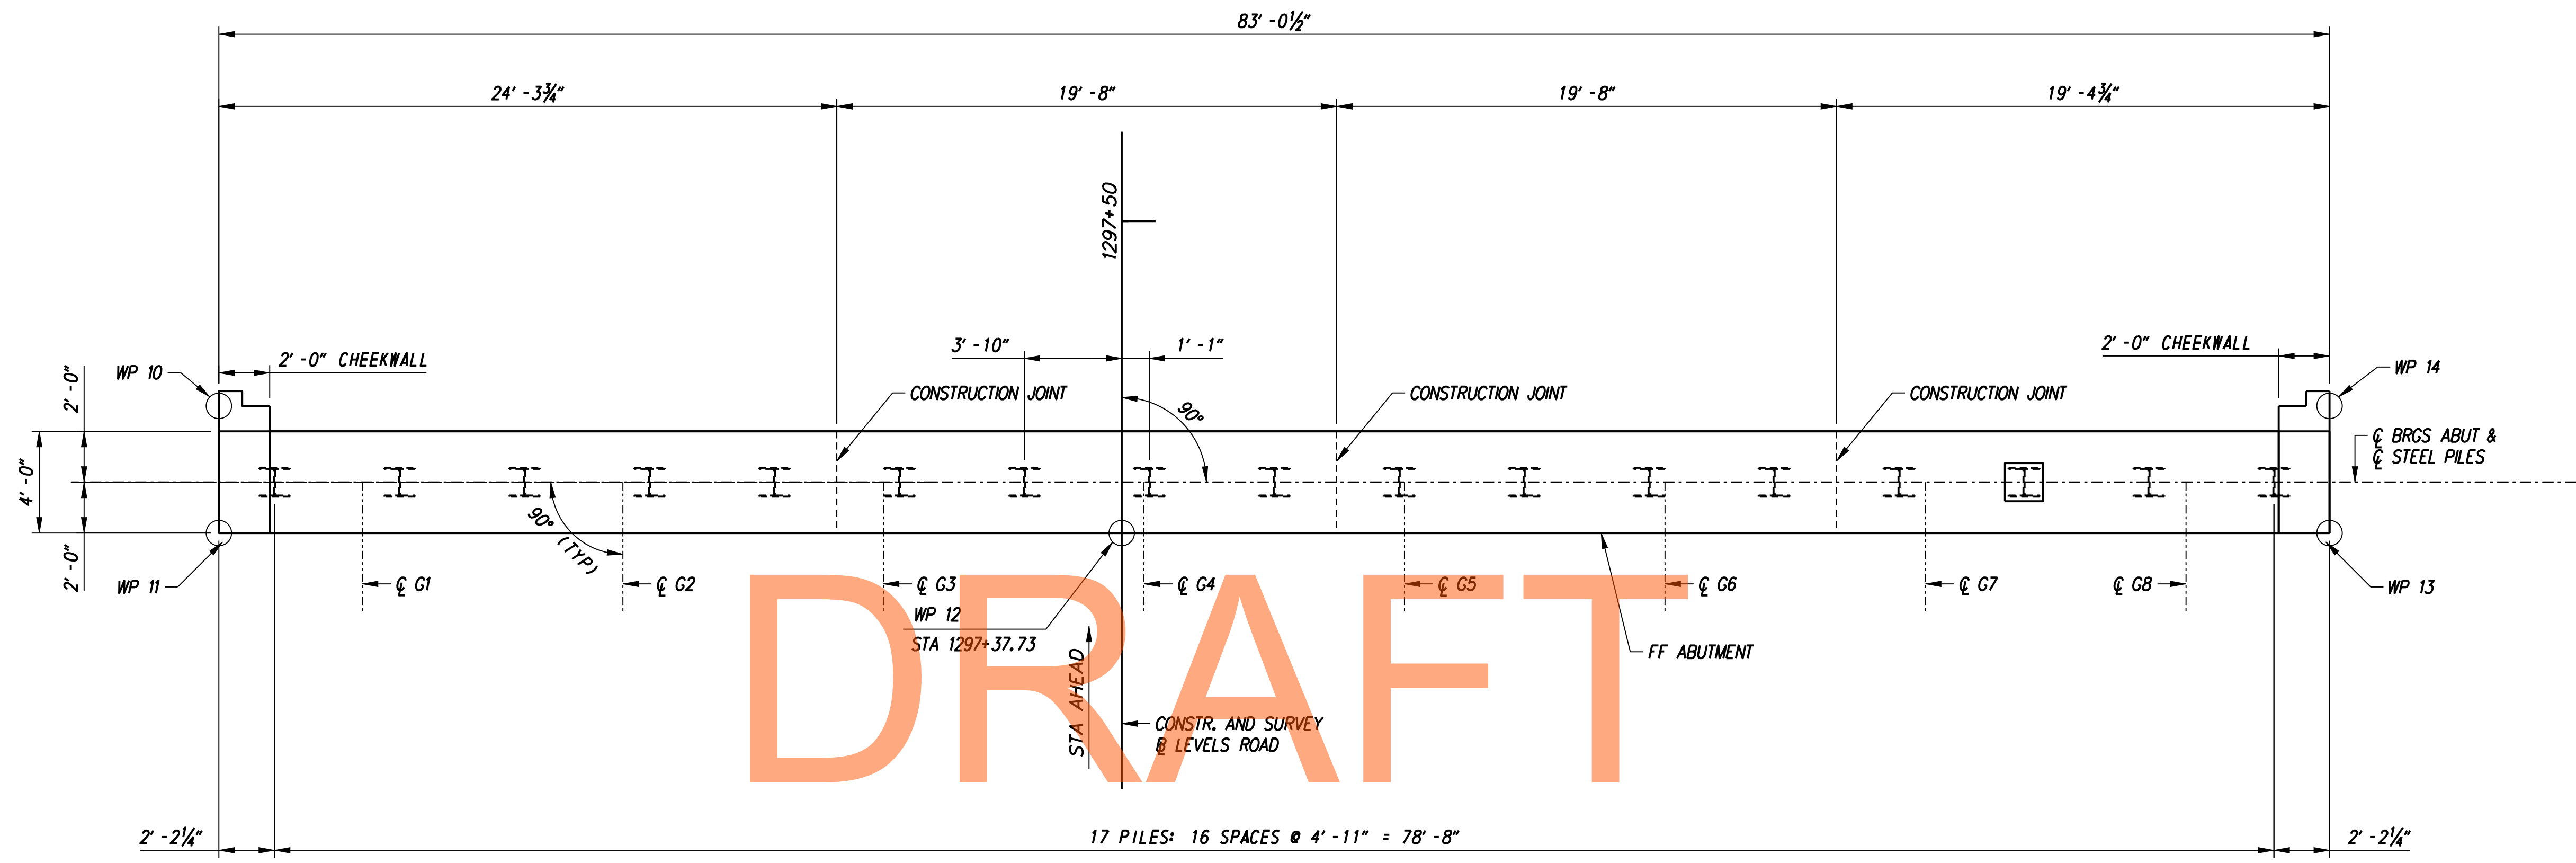 83' -0½"
24' -3¾"
19' -8"
19' -8"
19' -4¾"
1297+50
3' -10"
1' -1"
2' -0" CHEEKWALL
2' -0" CHEEKWALL
WP 10
WP 14
2' -0"
CONSTRUCTION JOINT
CONSTRUCTION JOINT
CONSTRUCTION JOINT
90°
℄ BRGS ABUT &
℄ STEEL PILES
4' -0"
90°
(TYP)
2' -0"
WP 11
℄ G1
℄ G2
℄ G3
℄ G4
℄ G5
℄ G6
℄ G7
℄ G8
WP 13
WP 12
STA 1297+37.73
FF ABUTMENT
STA AHEAD
DRAFT
CONSTR. AND SURVEY
B LEVELS ROAD
2' -2¼"
17 PILES: 16 SPACES @ 4' -11" = 78' -8"
2' -2¼"